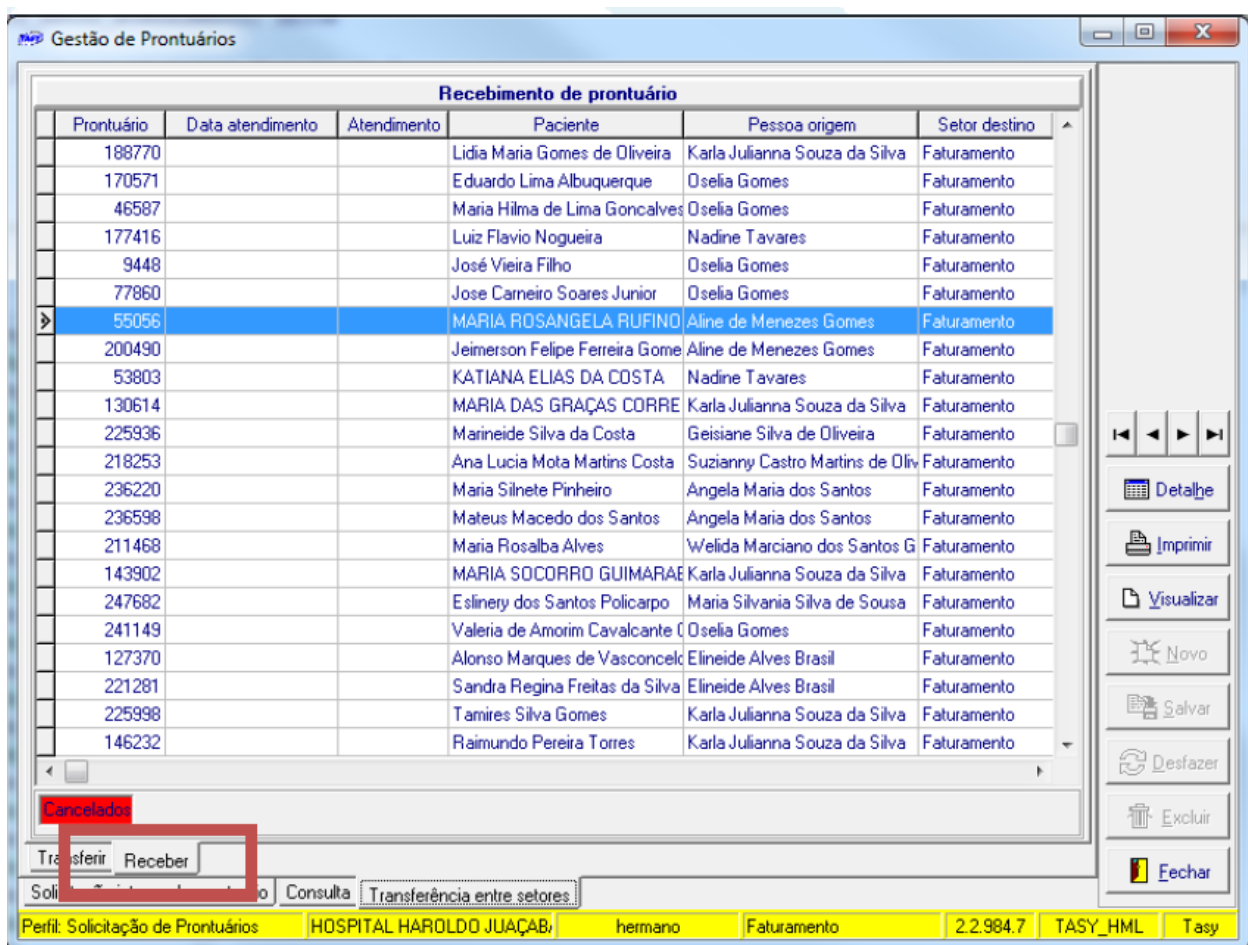 Gestão de Prontuários
Recebimento de prontuário
Prontuário Data atendimento Atendimento Paciente Pessoa origem Setor destino
188770 Lidia Maria Gomes de Oliveira Karla Julianna Souza da Silva Faturamento
170571 Eduardo Lima Albuquerque Oselia Gomes Faturamento
46587 Maria Hilma de Lima Goncalves Oselia Gomes Faturamento
177416 Luiz Flavio Nogueira Nadine Tavares Faturamento
9448 José Vieira Filho Oselia Gomes Faturamento
77860 Jose Carneiro Soares Junior Oselia Gomes Faturamento
55056 MARIA ROSANGELA RUFINO Aline de Menezes Gomes Faturamento
200490 Jeimerson Felipe Ferreira Gome Aline de Menezes Gomes Faturamento
53803 KATIANA ELIAS DA COSTA Nadine Tavares Faturamento
130614 MARIA DAS GRAÇAS CORRE Karla Julianna Souza da Silva Faturamento
225936 Marineide Silva da Costa Geisiane Silva de Oliveira Faturamento
218253 Ana Lucia Mota Martins Costa Suzianny Castro Martins de Oliv Faturamento
236220 Maria Silnete Pinheiro Angela Maria dos Santos Faturamento
236598 Mateus Macedo dos Santos Angela Maria dos Santos Faturamento
211468 Maria Rosalba Alves Welida Marciano dos Santos G Faturamento
143902 MARIA SOCORRO GUIMARAE Karla Julianna Souza da Silva Faturamento
247682 Eslinery dos Santos Policarpo Maria Silvania Silva de Sousa Faturamento
241149 Valeria de Amorim Cavalcante Oselia Gomes Faturamento
127370 Alonso Marques de Vasconcelo Elineide Alves Brasil Faturamento
221281 Sandra Regina Freitas da Silva Elineide Alves Brasil Faturamento
225998 Tamires Silva Gomes Karla Julianna Souza da Silva Faturamento
146232 Raimundo Pereira Torres Karla Julianna Souza da Silva Faturamento
Cancelados
Transferir Receber
Consulta Transferência entre setores
Detalhe
Imprimir
Visualizar
Novo
Salvar
Desfazer
Excluir
Fechar
Perfil: Solicitação de Prontuários HOSPITAL HAROLDO JUAÇAB hermano Faturamento 2.2.984.7 TASY_HML Tasy